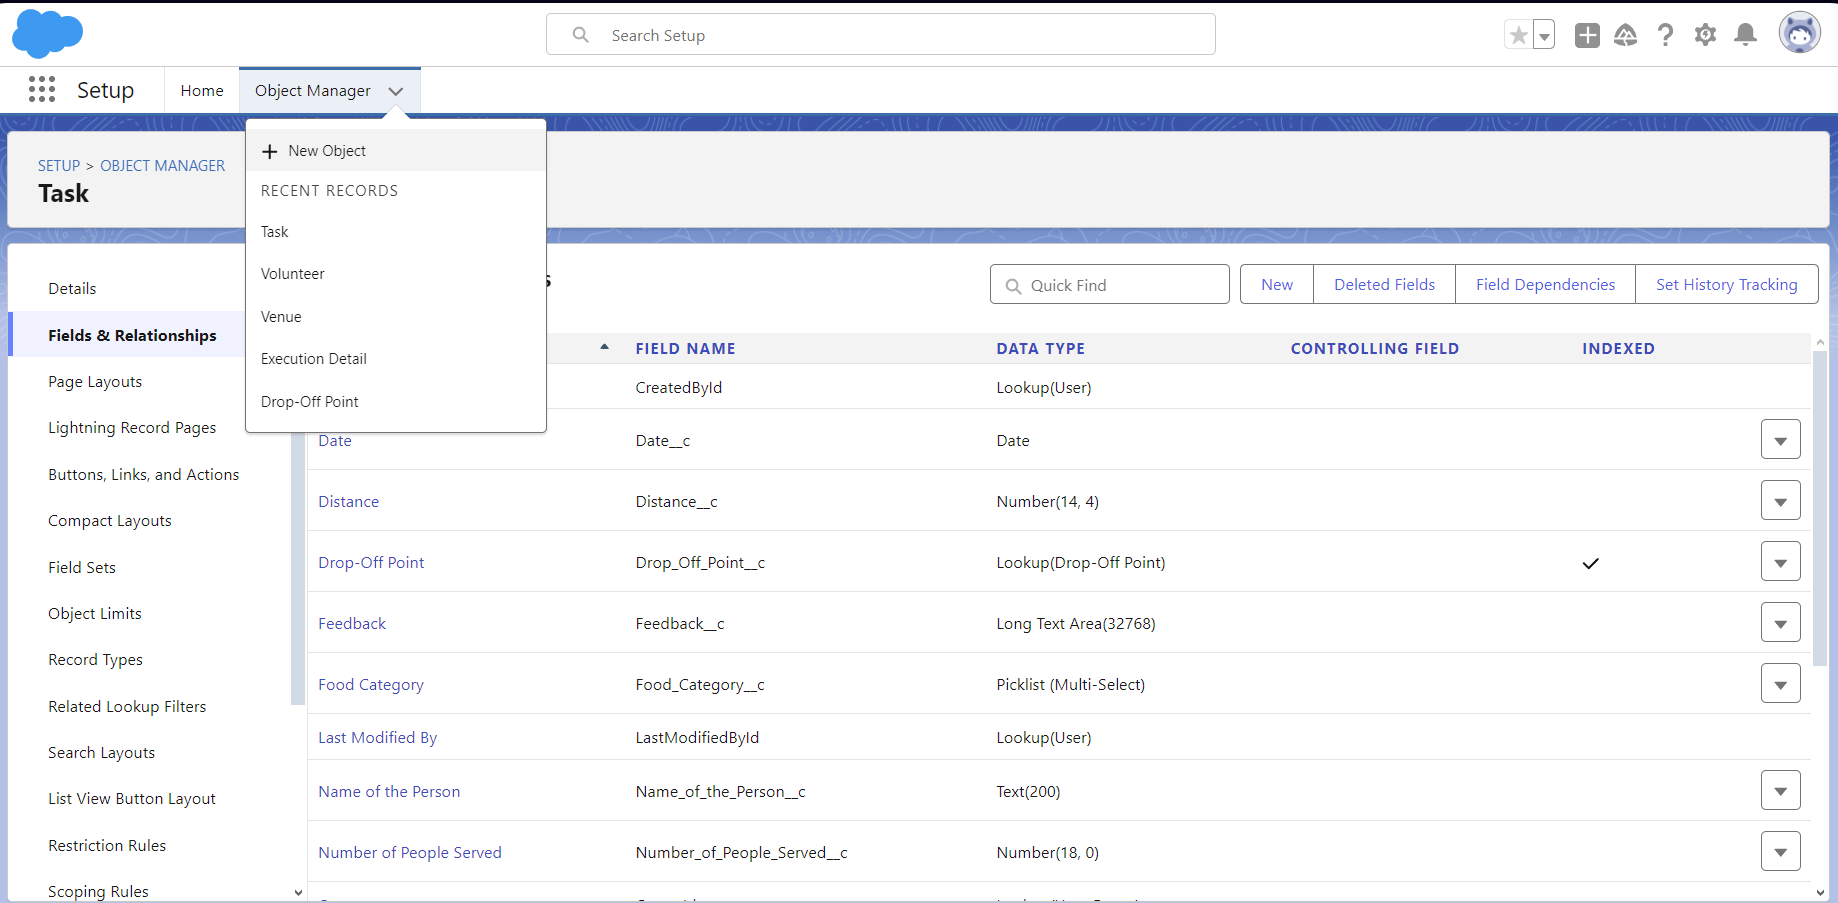 Search Setup
Setup
Home
Object Manager
New Object
RECENT RECORDS
Task
Volunteer
Venue
Execution Detail
Drop-Off Point
SETUP > OBJECT MANAGER
Task
Details
Fields & Relationships
Page Layouts
Lightning Record Pages
Buttons, Links, and Actions
Compact Layouts
Field Sets
Object Limits
Record Types
Related Lookup Filters
Search Layouts
List View Button Layout
Restriction Rules
Scoping Rules
Quick Find
New
Deleted Fields
Field Dependencies
Set History Tracking
FIELD NAME DATA TYPE CONTROLLING FIELD INDEXED
CreatedById Lookup(User)
Date Date__c Date
Distance Distance__c Number(14, 4)
Drop-Off Point Drop_Off_Point__c Lookup(Drop-Off Point)
Feedback Feedback__c Long Text Area(32768)
Food Category Food_Category__c Picklist (Multi-Select)
Last Modified By LastModifiedById Lookup(User)
Name of the Person Name_of_the_Person__c Text(200)
Number of People Served Number_of_People_Served__c Number(18, 0)